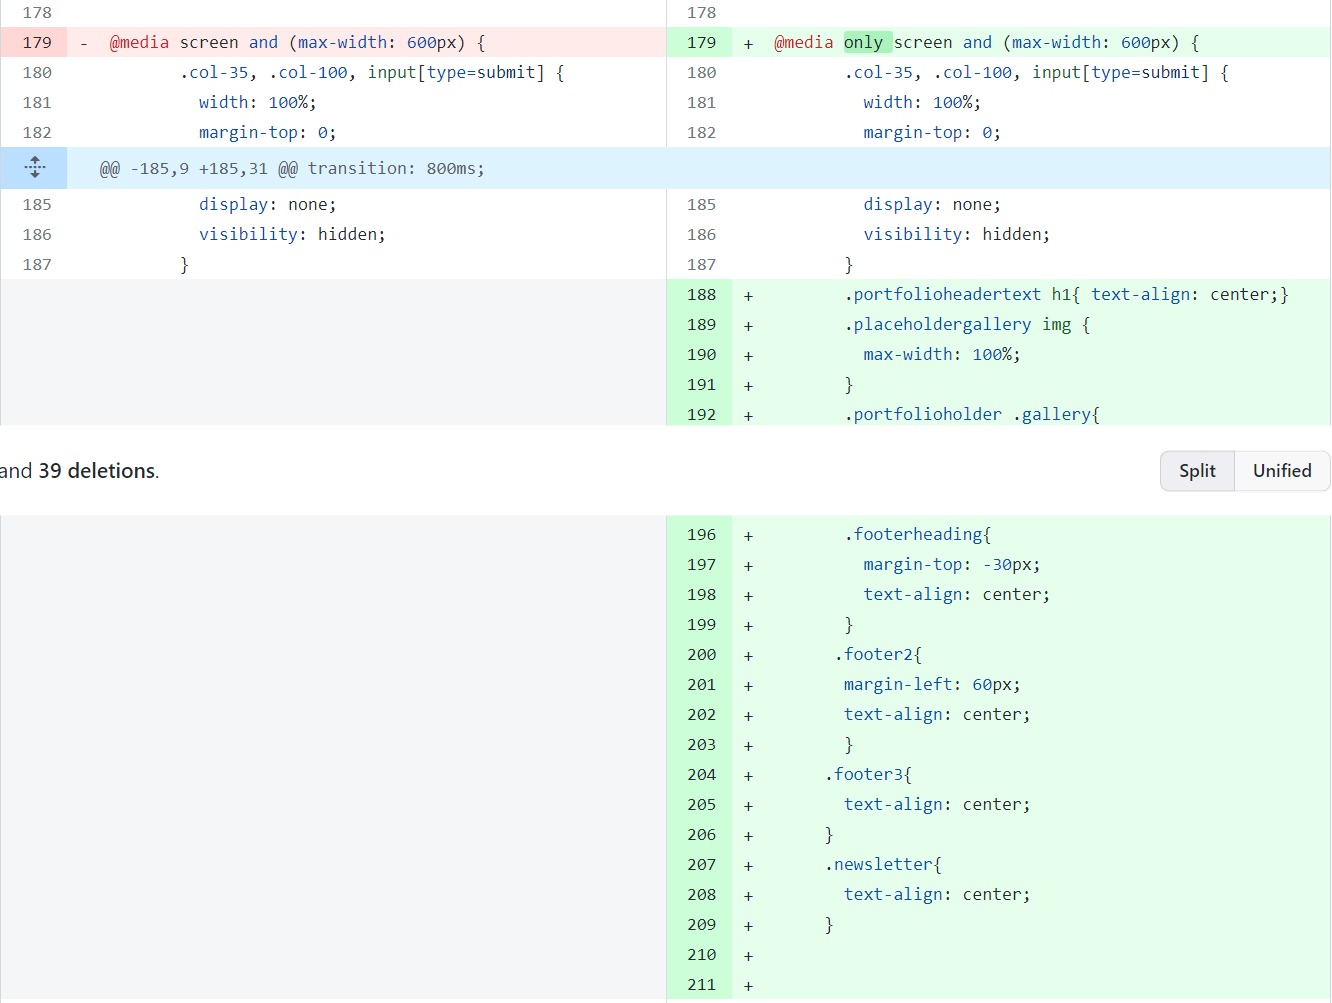 178 178
179 - @media screen and (max-width: 600px) { 179 + @media only screen and (max-width: 600px) {
180 .col-35, .col-100, input[type=submit] { 180 .col-35, .col-100, input[type=submit] {
181 width: 100%; 181 width: 100%;
182 margin-top: 0; 182 margin-top: 0;
@@ -185,9 +185,31 @@ transition: 800ms;
185 display: none; 185 display: none;
186 visibility: hidden; 186 visibility: hidden;
187 } 187 }
188 + .portfolioheadertext h1{ text-align: center;}
189 + .placeholdergallery img {
190 + max-width: 100%;
191 + }
192 + .portfolioholder .gallery{
and 39 deletions. Split Unified
196 + .footerheading{
197 + margin-top: -30px;
198 + text-align: center;
199 + }
200 + .footer2{
201 + margin-left: 60px;
202 + text-align: center;
203 + }
204 + .footer3{
205 + text-align: center;
206 + }
207 + .newsletter{
208 + text-align: center;
209 + }
210 +
211 +